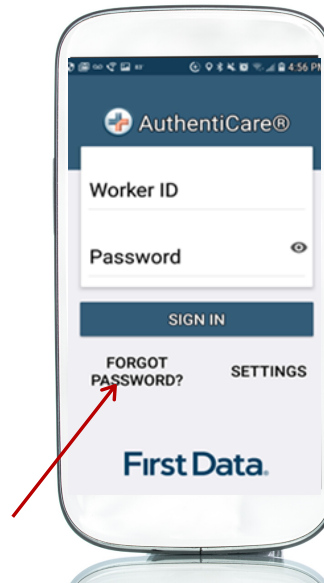 4:56 PM
AuthentiCare®
Worker ID
Password
SIGN IN
FORGOT
PASSWORD?
SETTINGS
First Data.